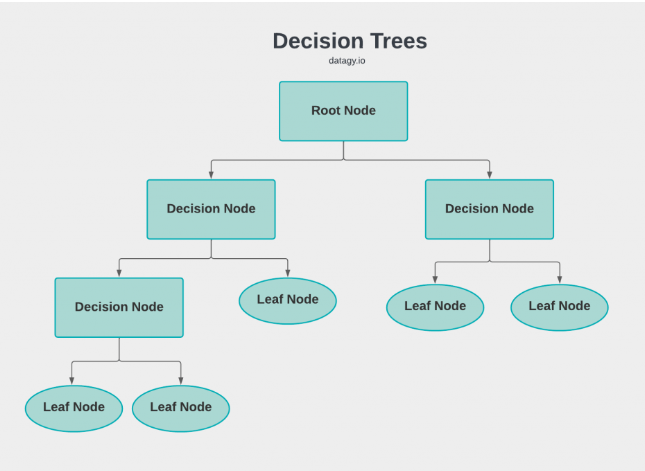 Decision Trees
datagy.io
Root Node
Decision Node
Decision Node
Decision Node
Leaf Node
Leaf Node
Leaf Node
Leaf Node
Leaf Node